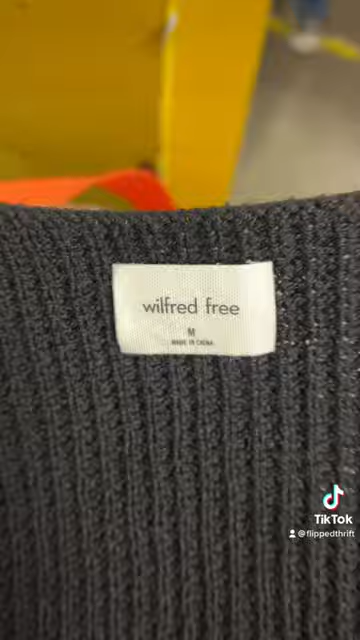 wilfred free
M
MADE IN CHINA
TikTok
@flippedthrift